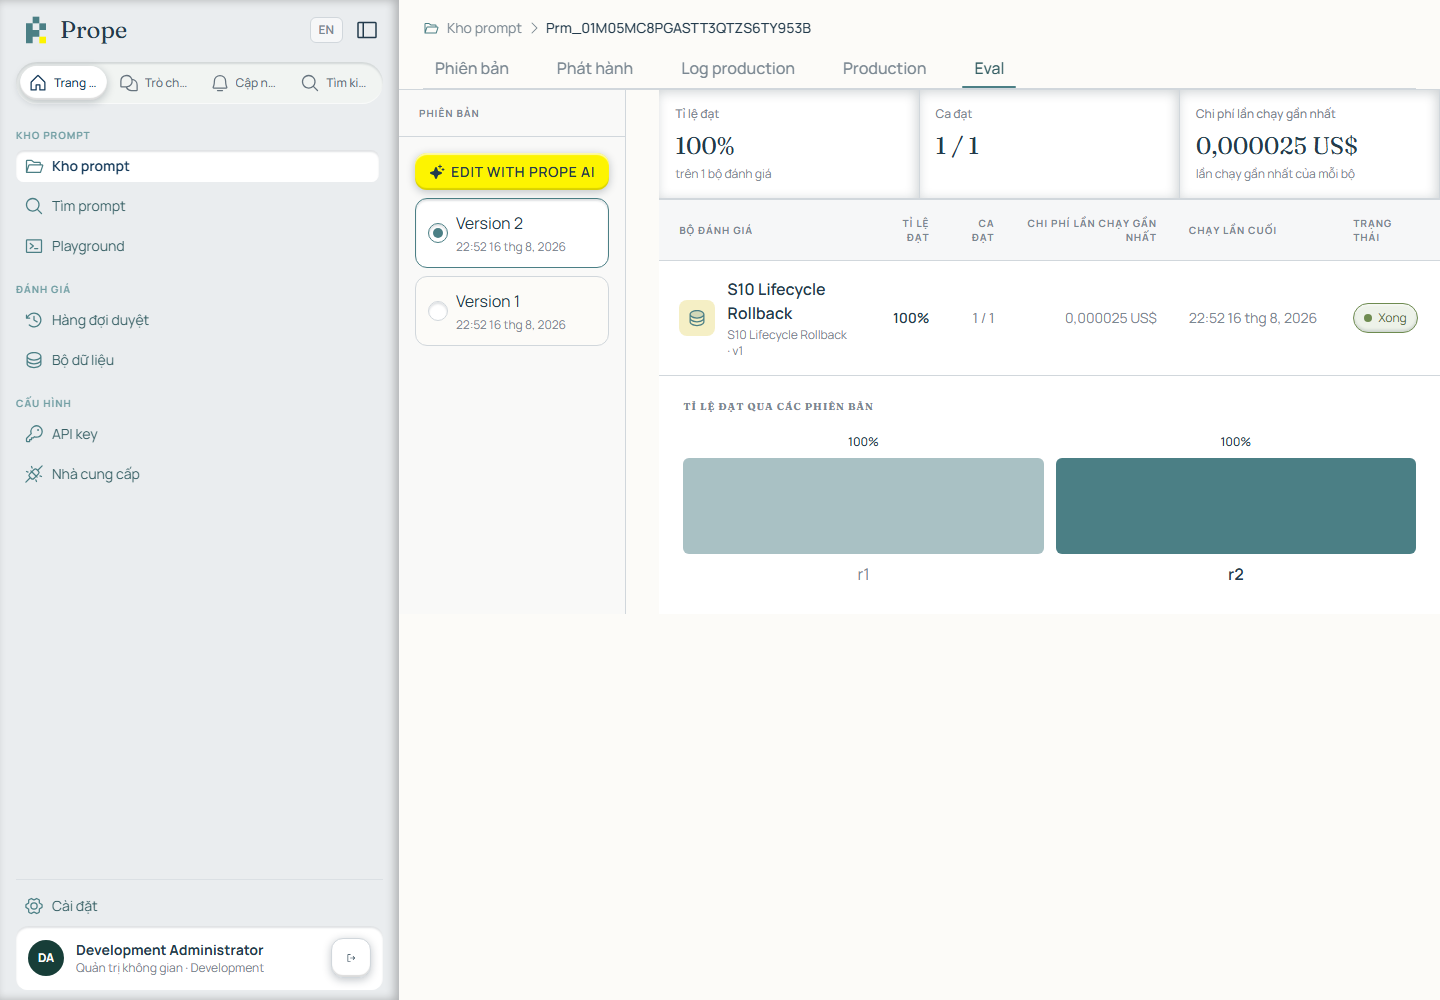 Prope
EN
Trang ...
Trò ch...
Cập n...
Tìm ki...
KHO PROMPT
Kho prompt
Tìm prompt
Playground
ĐÁNH GIÁ
Hàng đợi duyệt
Bộ dữ liệu
CẤU HÌNH
API key
Nhà cung cấp
Cài đặt
DA
Development Administrator
Quản trị không gian · Development
Kho prompt
Prm_01M05MC8PGASTT3QTZS6TY953B
Phiên bản
Phát hành
Log production
Production
Eval
PHIÊN BẢN
EDIT WITH PROPE AI
Version 2
22:52 16 thg 8, 2026
Version 1
22:52 16 thg 8, 2026
Tỉ lệ đạt
100%
trên 1 bộ đánh giá
Ca đạt
1 / 1
Chi phí lần chạy gần nhất
0,000025 US$
lần chạy gần nhất của mỗi bộ
BỘ ĐÁNH GIÁ
TỈ LỆ
ĐẠT
CA
ĐẠT
CHI PHÍ LẦN CHẠY GẦN
NHẤT
CHẠY LẦN CUỐI
TRẠNG
THÁI
S10 Lifecycle
Rollback
S10 Lifecycle Rollback
· v1
100%
1 / 1
0,000025 US$
22:52 16 thg 8, 2026
Xong
TỈ LỆ ĐẠT QUA CÁC PHIÊN BẢN
100%
100%
r1
r2